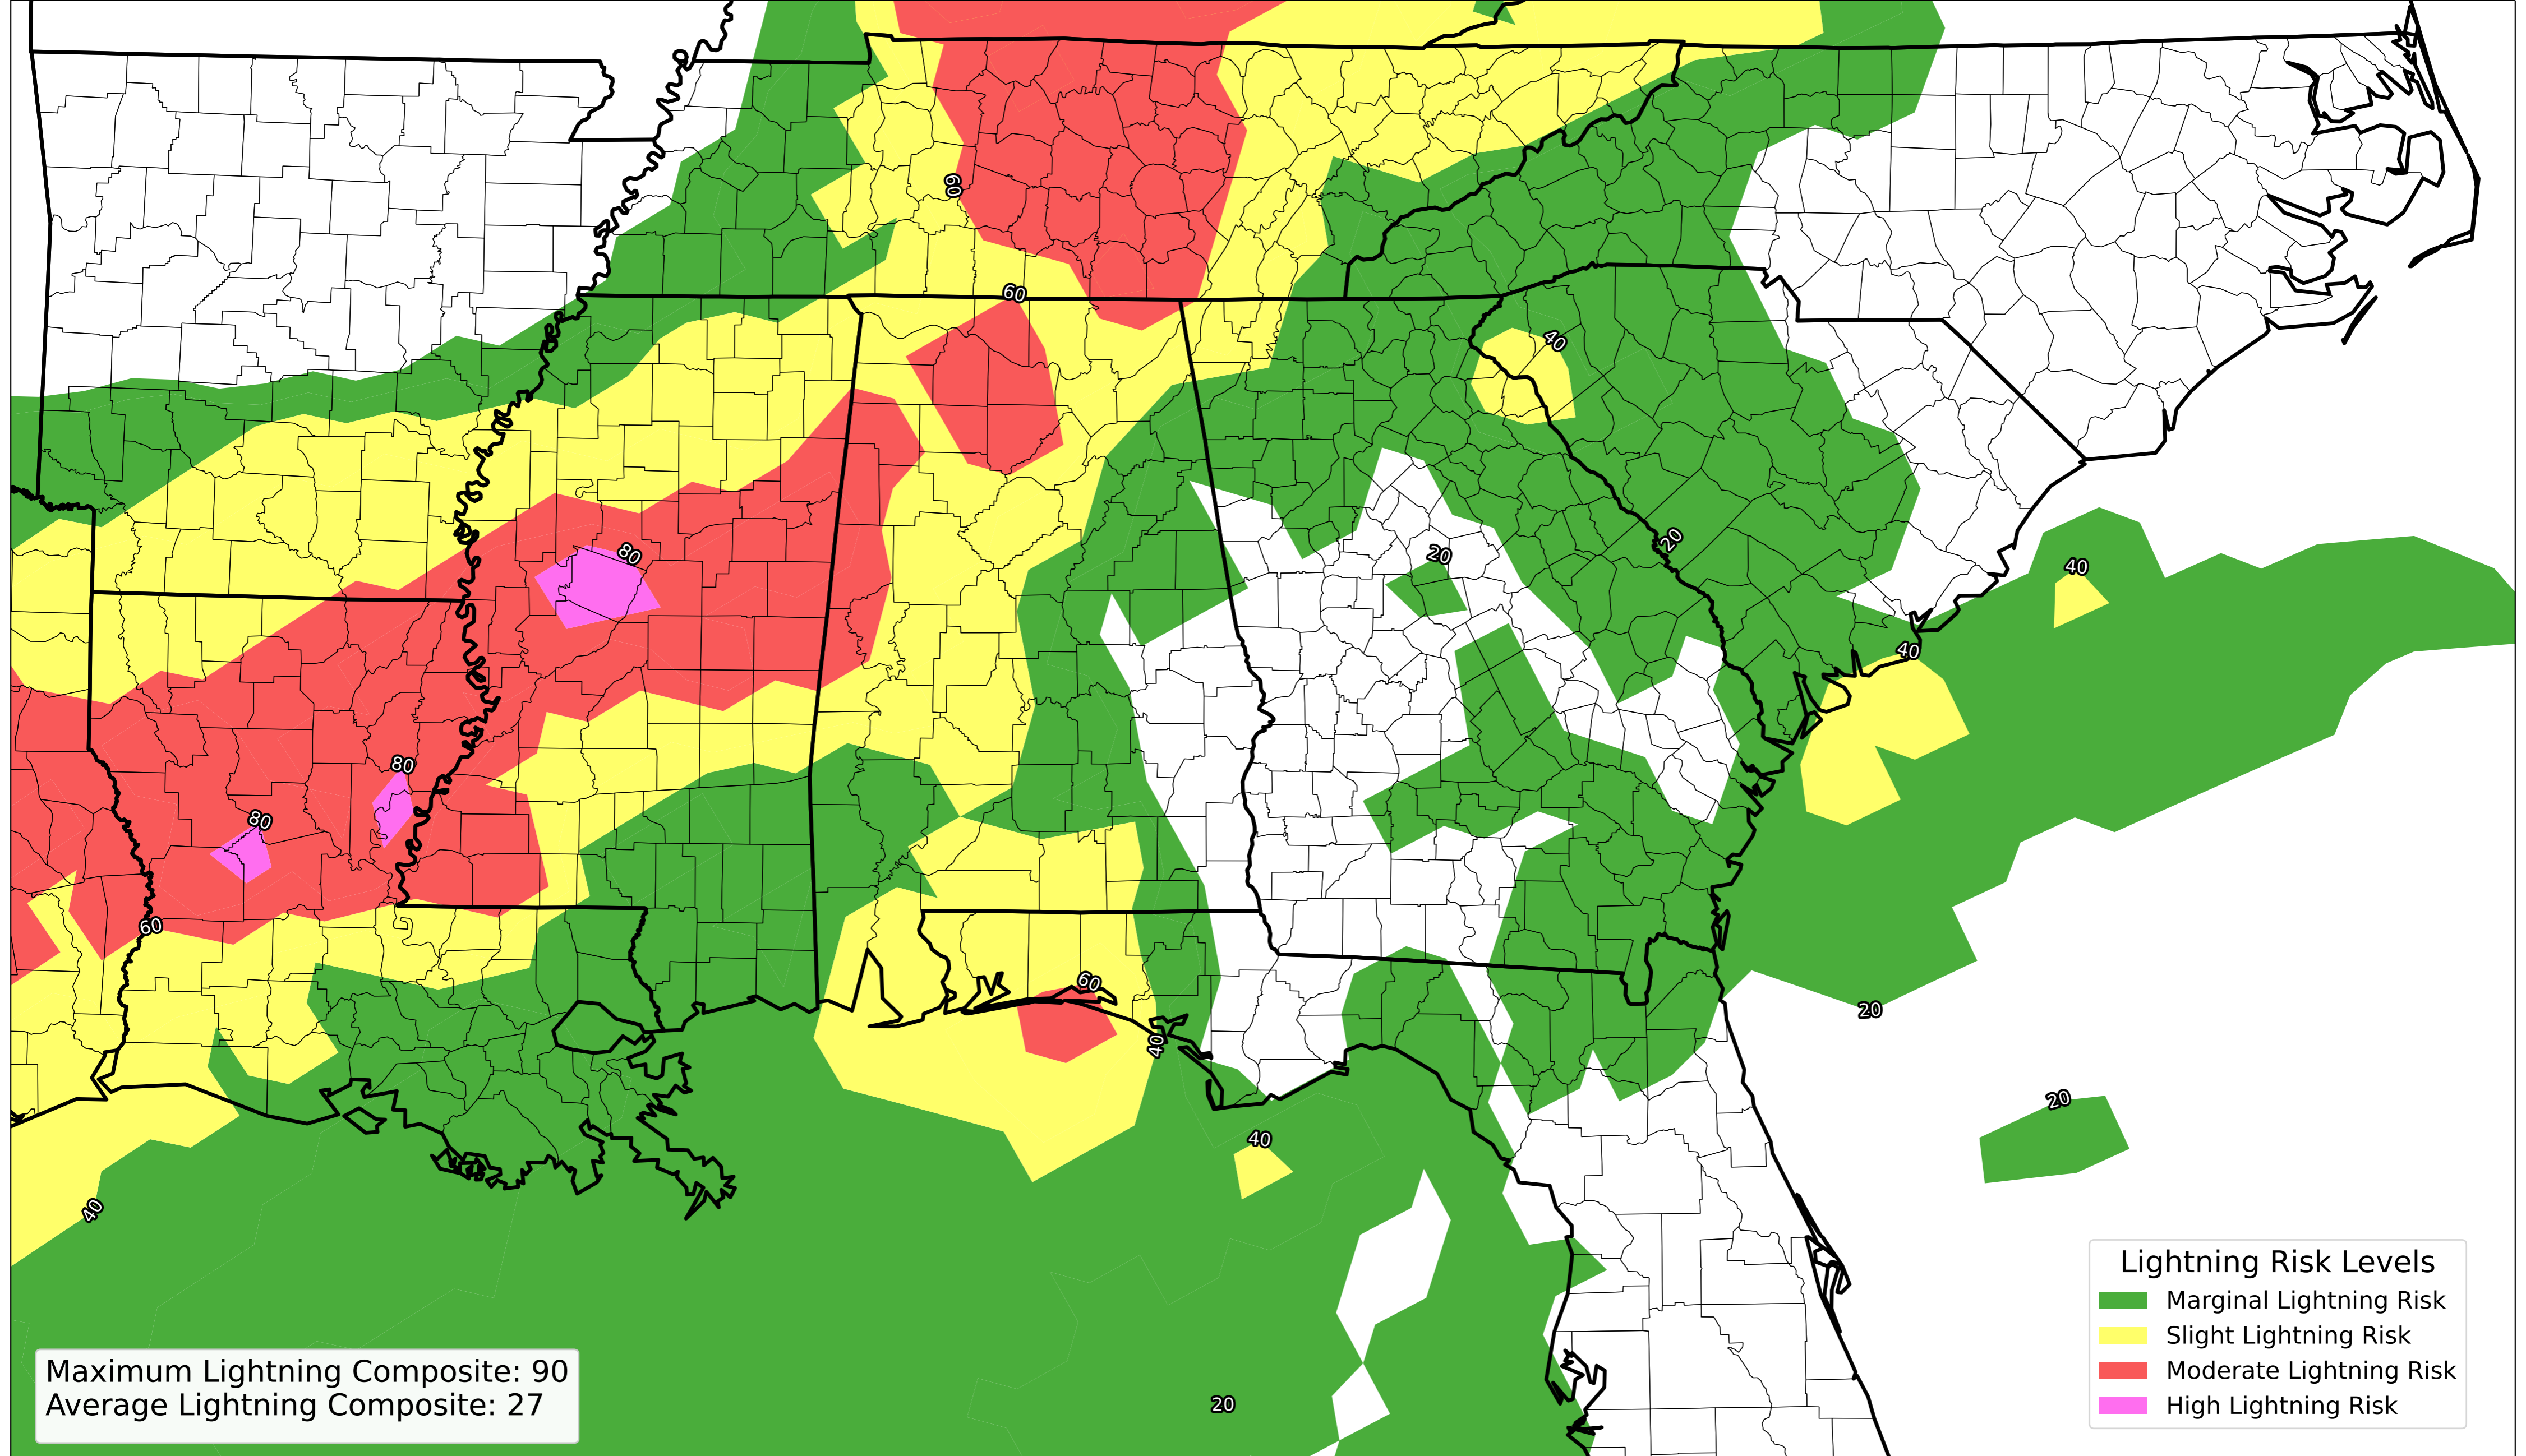 60
60
40
80
20
20
40
40
80
80
60
60
20
40
20
40
40
20
Lightning Risk Levels
Marginal Lightning Risk
Slight Lightning Risk
Moderate Lightning Risk
High Lightning Risk
Maximum Lightning Composite: 90
Average Lightning Composite: 27